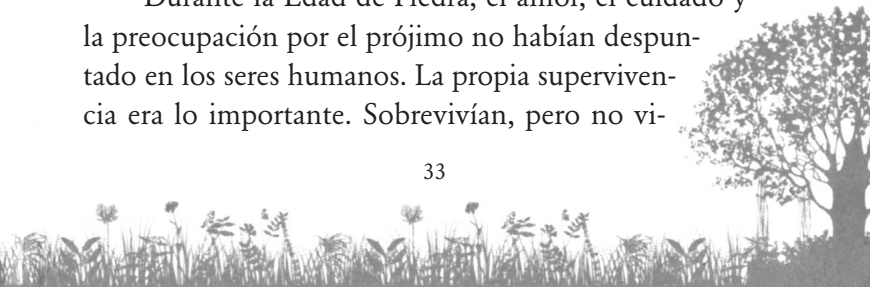 Durante la Edad de Piedra, el amor, el cuidado y
la preocupación por el prójimo no habían despun-
tado en los seres humanos. La propia superviven-
cia era lo importante. Sobrevivían, pero no vi-
33